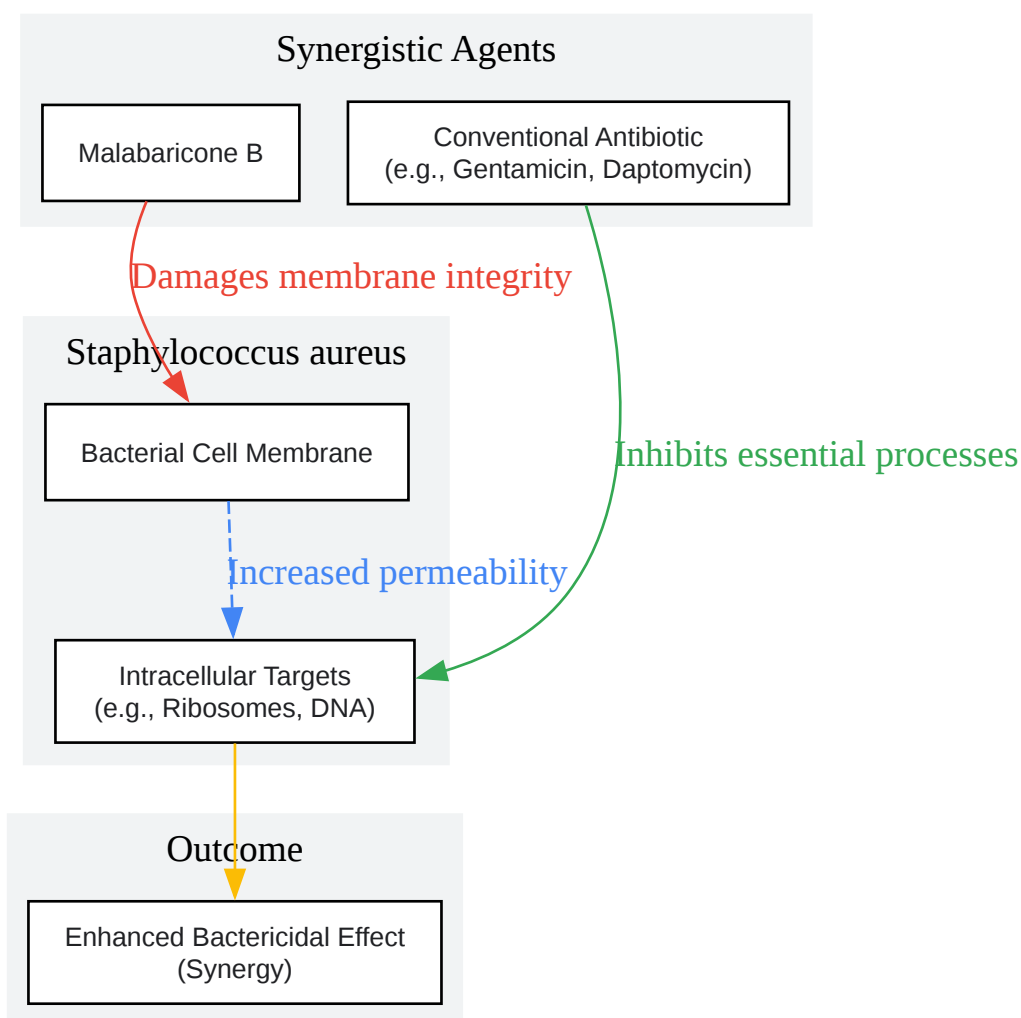 Synergistic Agents
Malabaricone B
Conventional Antibiotic
(e.g., Gentamicin, Daptomycin)
Damages membrane integrity
Staphylococcus aureus
Bacterial Cell Membrane
Inhibits essential processes
Increased permeability
Intracellular Targets
(e.g., Ribosomes, DNA)
Outcome
Enhanced Bactericidal Effect
(Synergy)